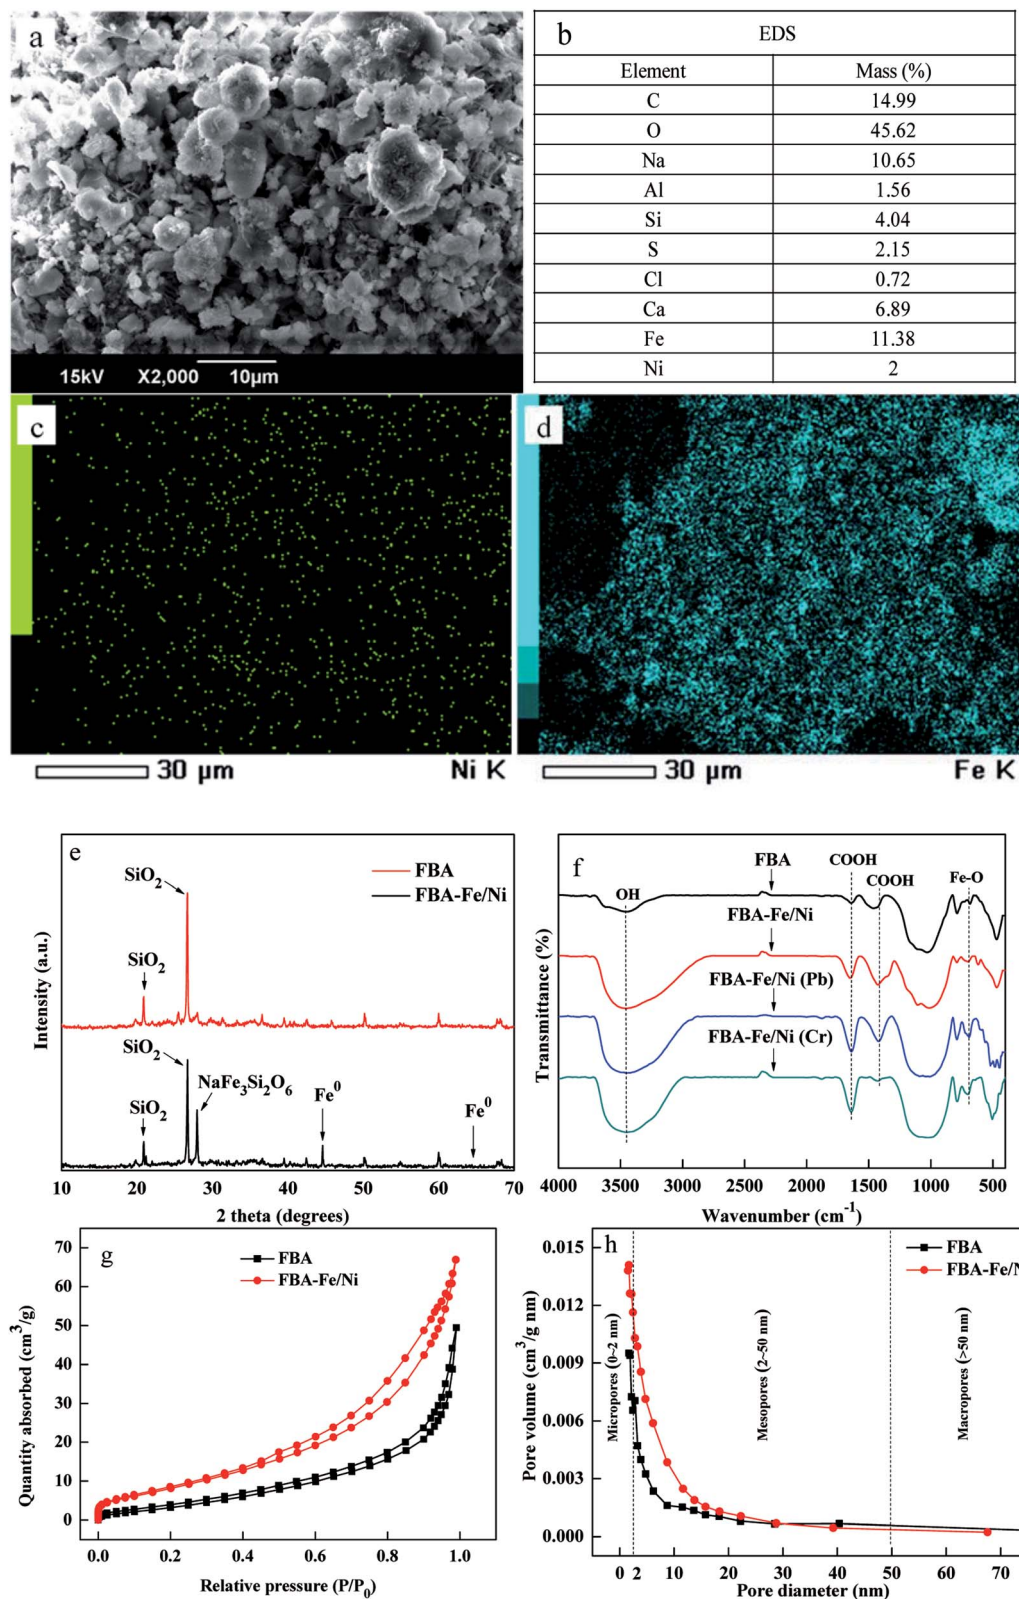 a
15kV X2,000 10µm
b
EDS
Element Mass (%)
C 14.99
O 45.62
Na 10.65
Al 1.56
Si 4.04
S 2.15
Cl 0.72
Ca 6.89
Fe 11.38
Ni 2
c
30 µm Ni K
d
30 µm Fe K
e
SiO2
SiO2
FBA
FBA-Fe/Ni
SiO2
SiO2
NaFe3Si2O6
Fe0
Fe0
Intensity (a.u.)
10 20 30 40 50 60 70
2 theta (degrees)
f
OH
FBA
COOH
COOH
Fe-O
FBA-Fe/Ni
FBA-Fe/Ni (Pb)
FBA-Fe/Ni (Cr)
Transmittance (%)
4000 3500 3000 2500 2000 1500 1000 500
Wavenumber (cm-1)
g
FBA
FBA-Fe/Ni
Quantity absorbed (cm3/g)
70
60
50
40
30
20
10
0
0.0 0.2 0.4 0.6 0.8 1.0
Relative pressure (P/P0)
h
FBA
FBA-Fe/N
Pore volume (cm3/g nm)
0.015
0.012
0.009
0.006
0.003
0.000
Micropores (0~2 nm)
Mesopores (2~50 nm)
Macropores (>50 nm)
0 2 10 20 30 40 50 60 70
Pore diameter (nm)